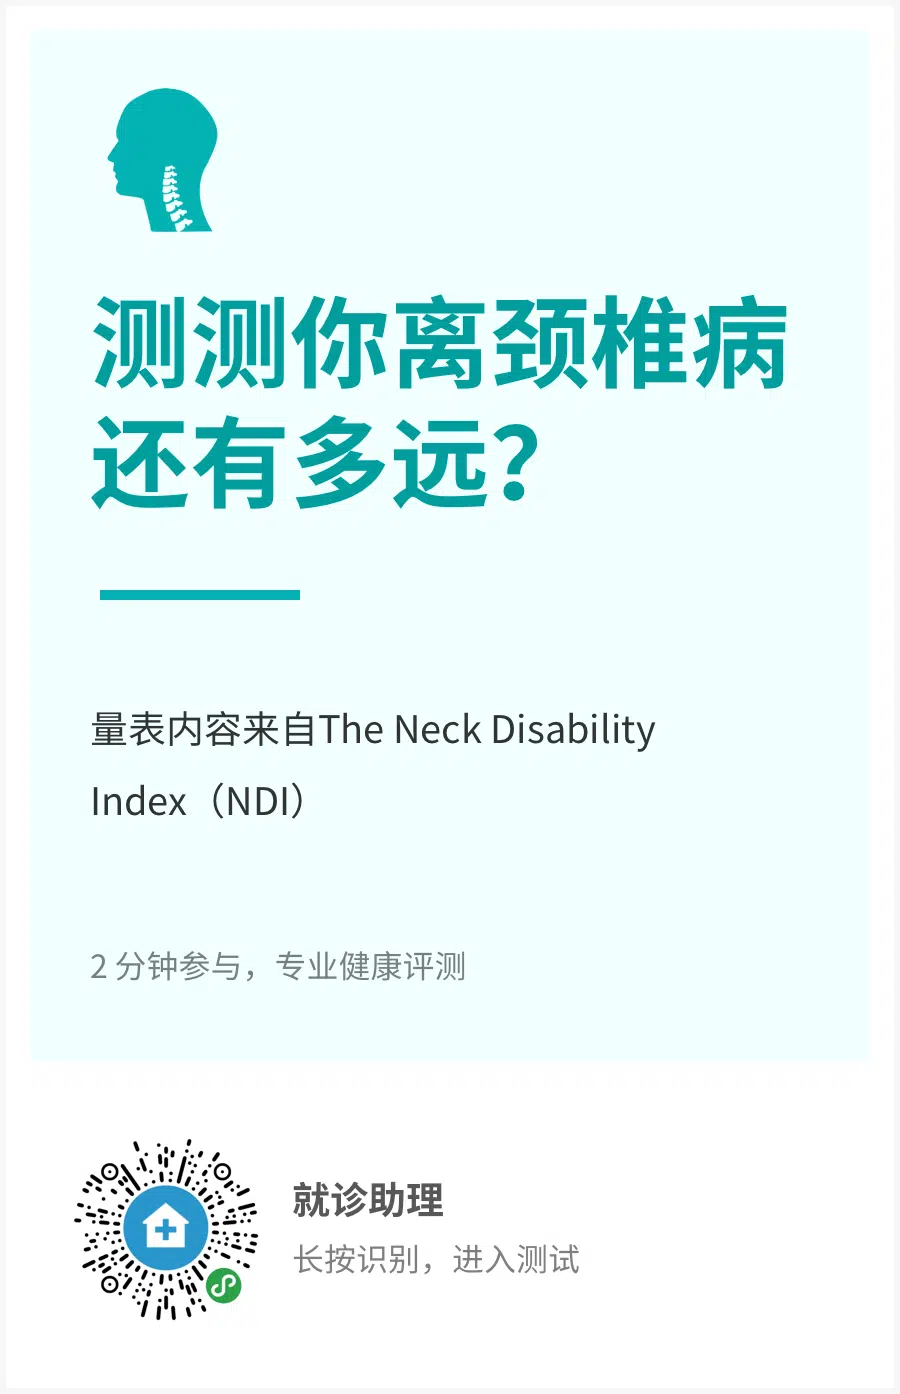 测测你离颈椎病
还有多远？
量表内容来自The Neck Disability
Index（NDI）
2 分钟参与，专业健康评测
就诊助理
长按识别，进入测试